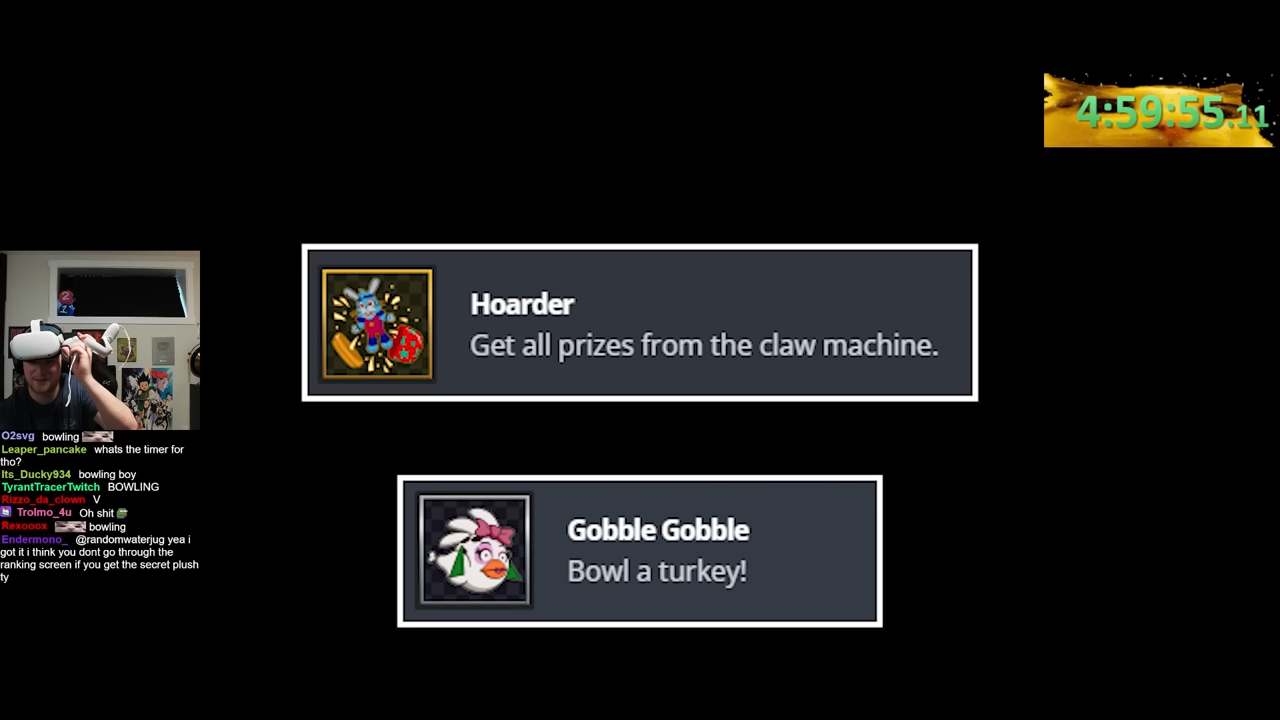 4:59:55.11
Hoarder
Get all prizes from the claw machine.
O2svg bowling
Leaper_pancake whats the timer for
tho?
Its_Ducky934 bowling boy
TyrantTracerTwitch BOWLING
Rizzo_da_clown V
Trolmo_4u Oh shit
Rexooox bowling
Endermono_ @randomwaterjug yea i
got it i think you dont go through the
ranking screen if you get the secret plush
ty
Gobble Gobble
Bowl a turkey!